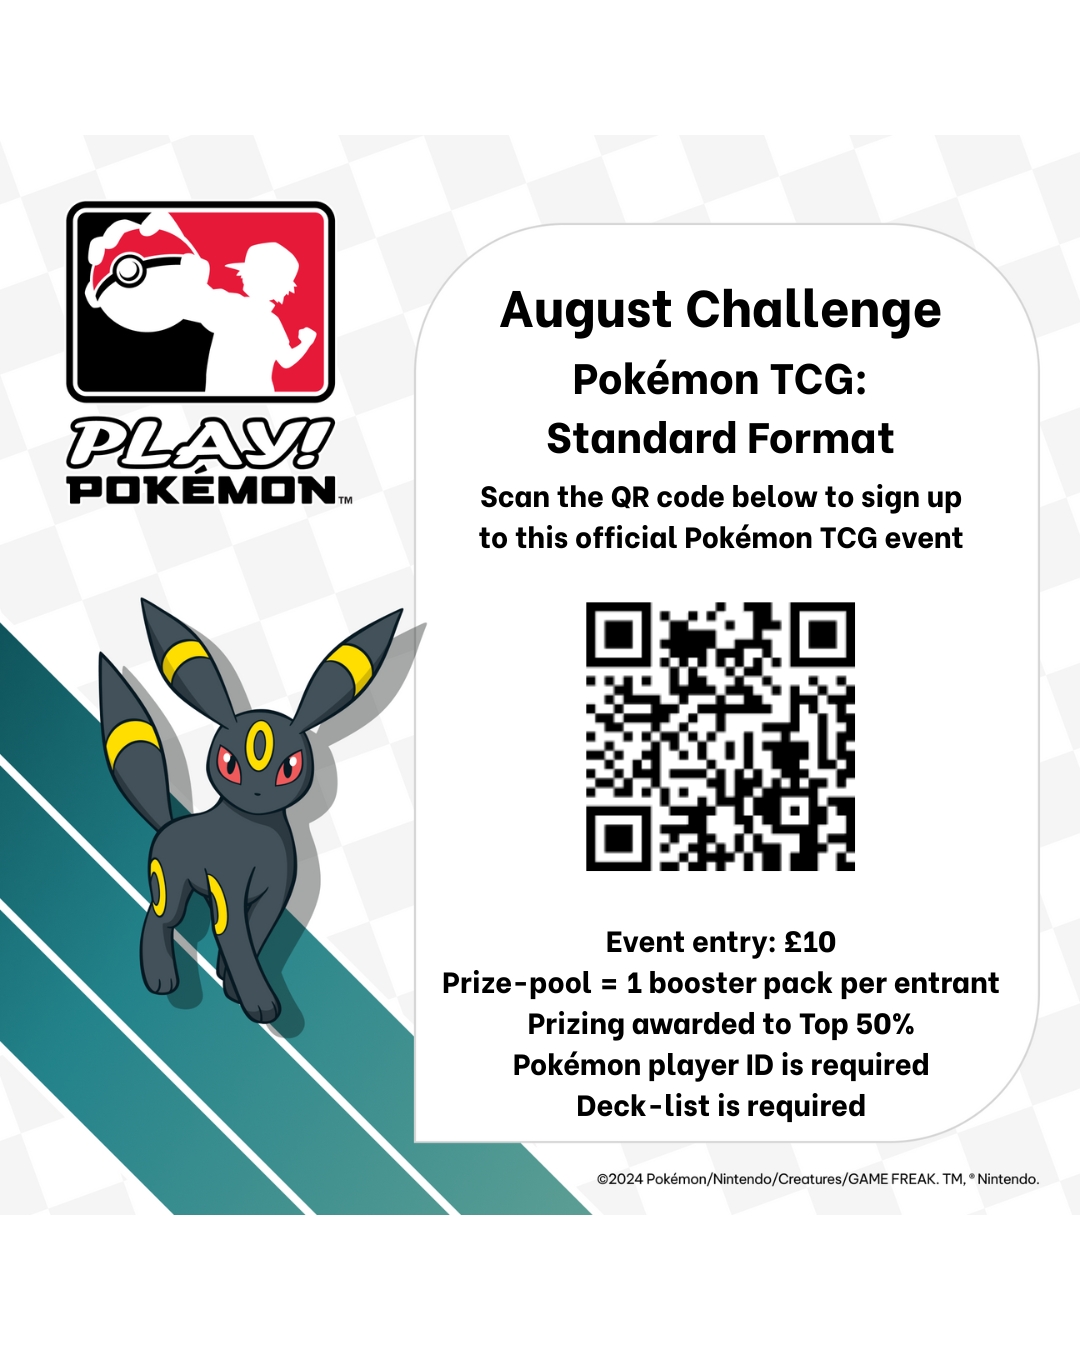 PLAY!
POKÉMON™
August Challenge
Pokémon TCG:
Standard Format
Scan the QR code below to sign up
to this official Pokémon TCG event
Event entry: £10
Prize-pool = 1 booster pack per entrant
Prizing awarded to Top 50%
Pokémon player ID is required
Deck-list is required
©2024 Pokémon/Nintendo/Creatures/GAME FREAK. TM, ® Nintendo.